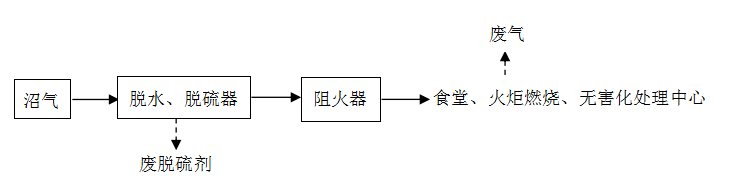 废气
沼气
脱水、脱硫器
阻火器
食堂、火炬燃烧、无害化处理中心
废脱硫剂